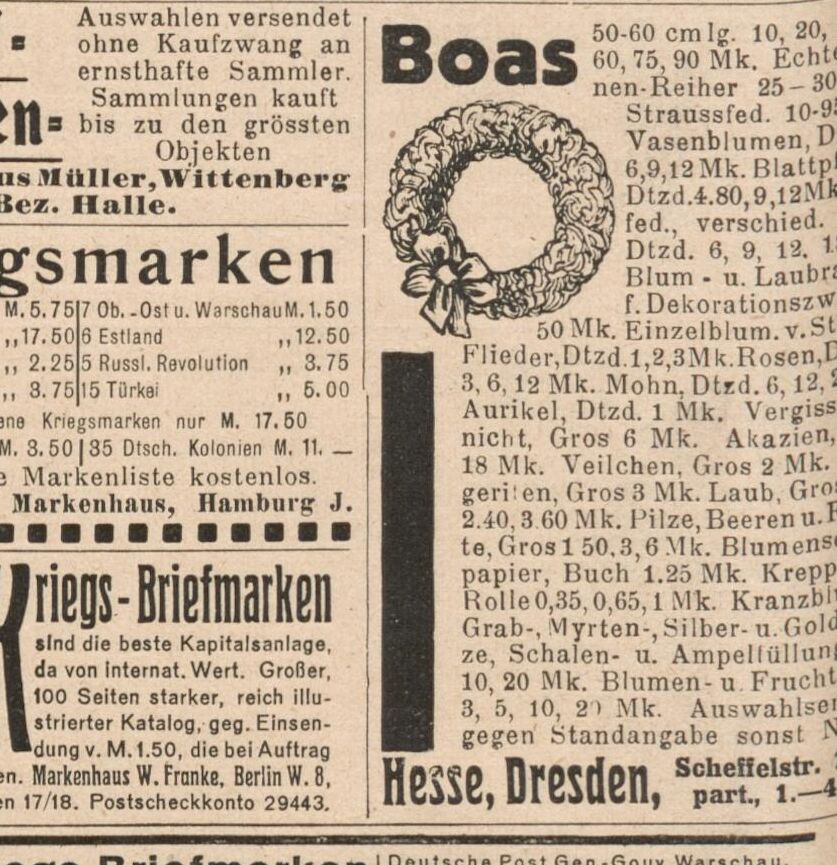 Auswahlen versendet
ohne Kaufzwang an
ernsthafte Sammler.
Sammlungen kauft
bis zu den grössten
Objekten
Müller, Wittenberg
Bez. Halle.
M. 5.75 | 7 Ob.-Ost u. Warschau M. 1.50
,, 17.50 | 6 Estland ,, 12.50
,, 2.25 | 5 Russl. Revolution ,, 3.75
,, 3.75 | 15 Türkei ,, 5.00
Kriegsmarken nur M. 17.50
M. 3.50 | 35 Dtsch. Kolonien M. 11. —
Markenliste kostenlos.
Markenhaus, Hamburg J.
Kriegs-Briefmarken
sind die beste Kapitalsanlage,
da von internat. Wert. Großer,
100 Seiten starker, reich illu-
strierter Katalog, geg. Einsen-
dung v. M. 1.50, die bei Auftrag
Markenhaus W. Franke, Berlin W. 8,
17/18. Postscheckkonto 29443.
Boas
50-60 cm lg. 10, 20,
60, 75, 90 Mk.
nen-Reiher 25 – 30
Straussfed.
Vasenblumen,
6, 9, 12 Mk.
Dtzd. 4.80, 9, 12 Mk
fed., verschied.
Dtzd. 6, 9, 12,
Blum - u.
f. Dekorationszw
50 Mk. Einzelblum. v. St
Flieder, Dtzd. 1, 2, 3 Mk. Rosen,
3, 6, 12 Mk. Mohn, Dtzd. 6, 12,
Aurikel, Dtzd. 1 Mk. Vergiss
nicht, Gros 6 Mk. Akazien,
18 Mk. Veilchen, Gros 2 Mk.
geriten, Gros 3 Mk. Laub,
2.40, 3.60 Mk. Pilze, Beeren u.
te, Gros 1 50, 3, 6 Mk.
papier, Buch 1.25 Mk. Krepp
Rolle 0,35, 0,65, 1 Mk.
Grab-, Myrten-, Silber- u. Gold
ze, Schalen- u.
10, 20 Mk. Blumen- u. Frucht
3, 5, 10, 20 Mk.
gegen Standangabe sonst
Hesse, Dresden, Scheffelstr.
part., 1.—4
Deutsche Post Gen.-Gouv. Warschau